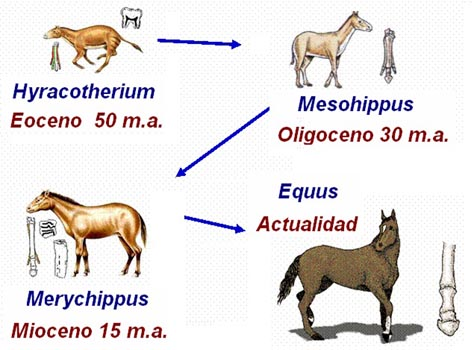 Hyracotherium
Eoceno 50 m.a.
Mesohippus
Oligoceno 30 m.a.
Merychippus
Mioceno 15 m.a.
Equus
Actualidad